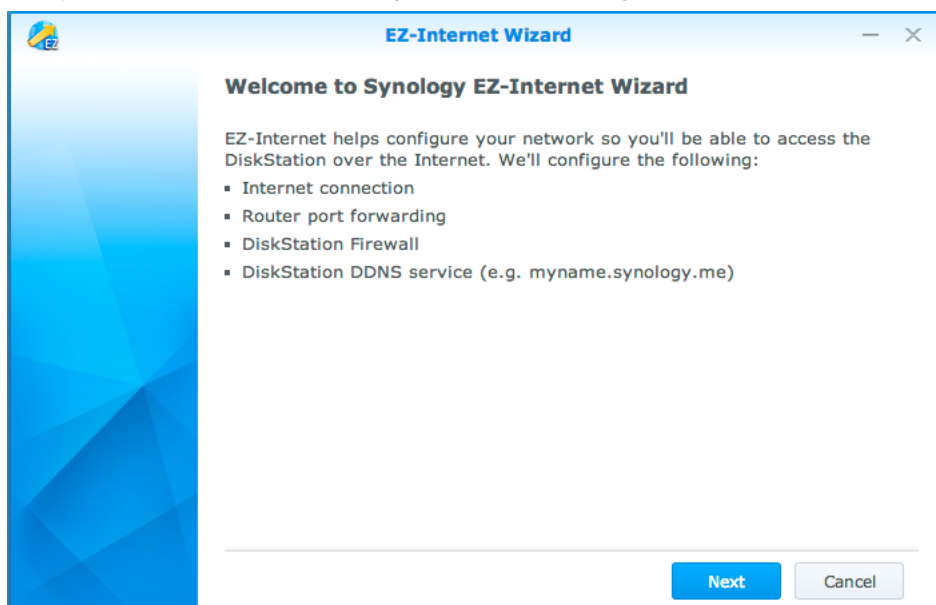 EZ
EZ-Internet Wizard
Welcome to Synology EZ-Internet Wizard
EZ-Internet helps configure your network so you'll be able to access the
DiskStation over the Internet. We'll configure the following:
▪ Internet connection
▪ Router port forwarding
▪ DiskStation Firewall
▪ DiskStation DDNS service (e.g. myname.synology.me)
Next Cancel